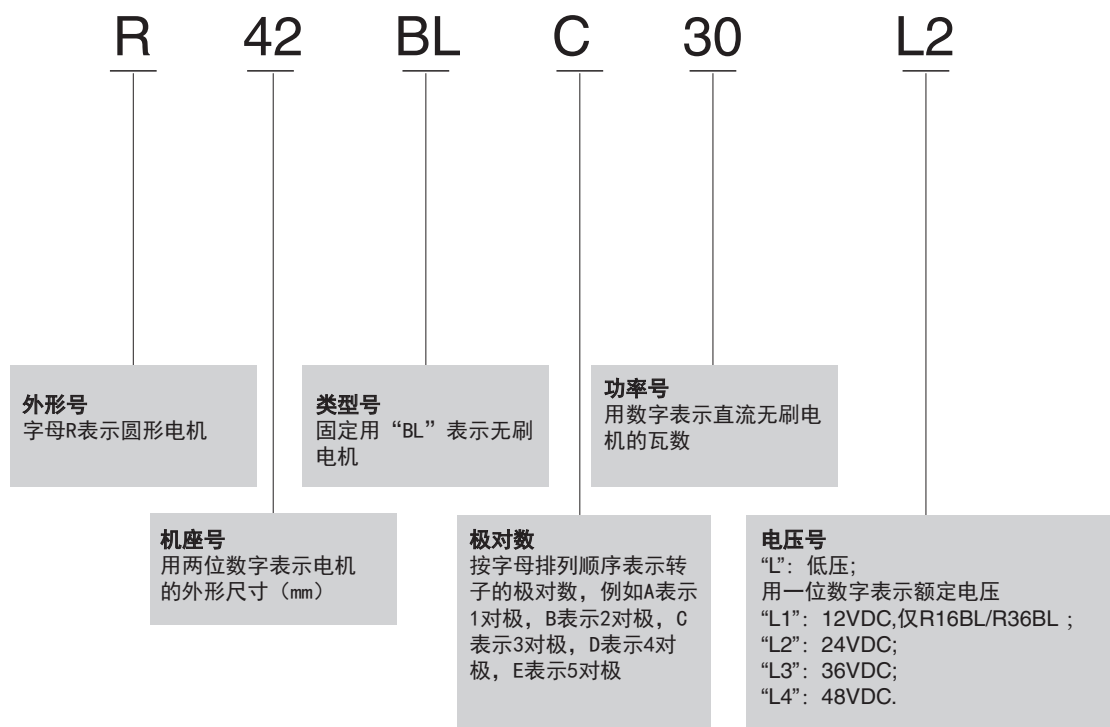 R 42 BL C 30 L2
外形号
字母R表示圆形电机
类型号
固定用“BL”表示无刷
电机
功率号
用数字表示直流无刷电
机的瓦数
机座号
用两位数字表示电机
的外形尺寸（mm）
极对数
按字母排列顺序表示转
子的极对数，例如A表示
1对极，B表示2对极，C
表示3对极，D表示4对
极，E表示5对极
电压号
“L”：低压;
用一位数字表示额定电压
“L1”：12VDC,仅R16BL/R36BL；
“L2”：24VDC;
“L3”：36VDC;
“L4”：48VDC.